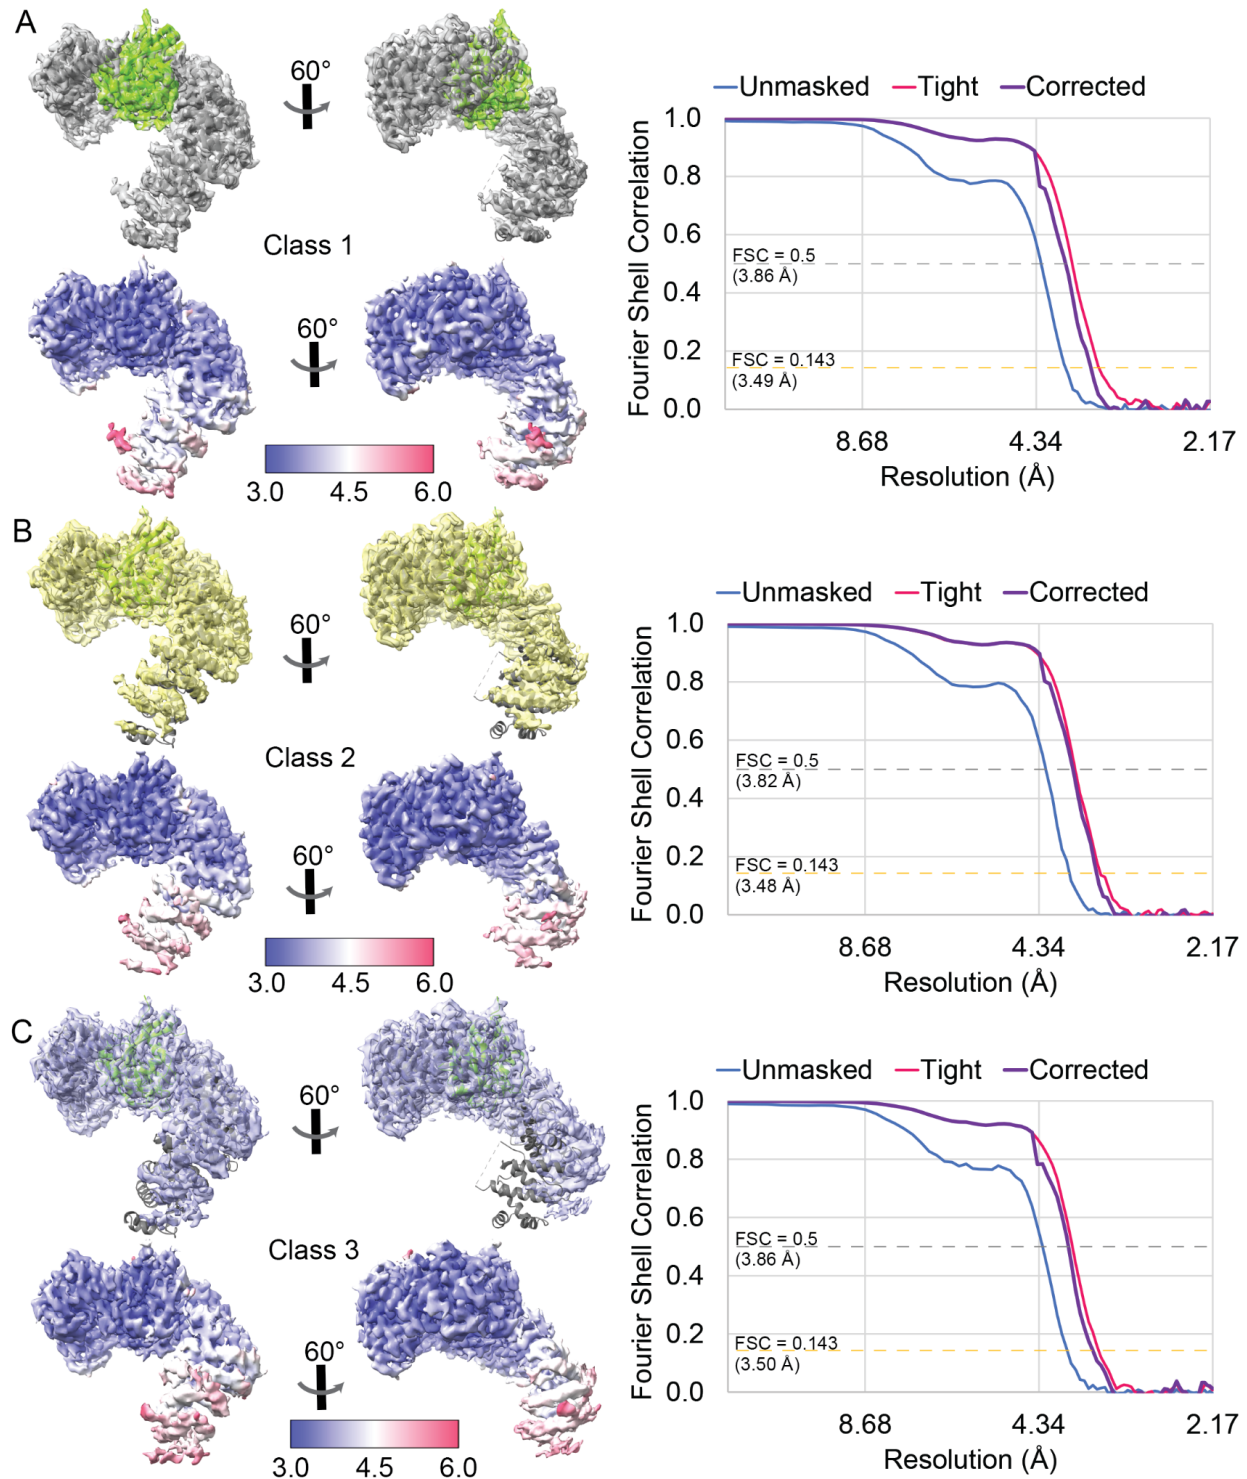 A
60°
Class 1
60°
3.0 4.5 6.0
Unmasked Tight Corrected
Fourier Shell Correlation
1.0
0.8
0.6
FSC = 0.5
(3.86 Å)
0.4
0.2
FSC = 0.143
(3.49 Å)
0.0
8.68 4.34 2.17
Resolution (Å)
B
60°
Class 2
60°
3.0 4.5 6.0
Unmasked Tight Corrected
Fourier Shell Correlation
1.0
0.8
0.6
FSC = 0.5
(3.82 Å)
0.4
0.2
FSC = 0.143
(3.48 Å)
0.0
8.68 4.34 2.17
Resolution (Å)
C
60°
Class 3
60°
3.0 4.5 6.0
Unmasked Tight Corrected
Fourier Shell Correlation
1.0
0.8
0.6
FSC = 0.5
(3.86 Å)
0.4
0.2
FSC = 0.143
(3.50 Å)
0.0
8.68 4.34 2.17
Resolution (Å)